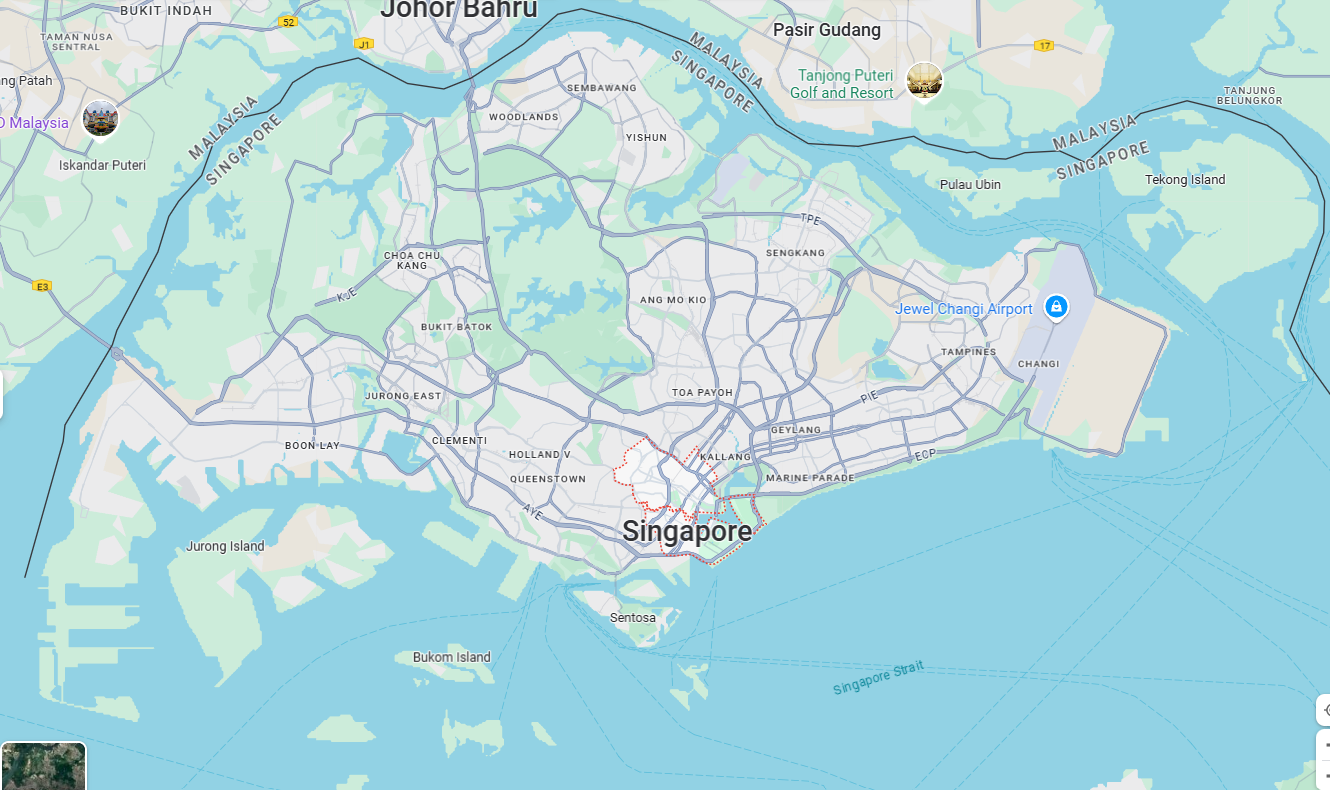 Johor Bahru
BUKIT INDAH
52
TAMAN NUSA
SENTRAL
J1
Pasir Gudang
17
ng Patah
Tanjong Puteri
Golf and Resort
SEMBAWANG
TANJUNG
BELUNGKOR
MALAYSIA
SINGAPORE
MALAYSIA
SINGAPORE
MALAYSIA
SINGAPORE
O Malaysia
WOODLANDS
YISHUN
Iskandar Puteri
Pulau Ubin
Tekong Island
TPE
CHOA CHU
KANG
SENGKANG
E3
KJE
ANG MO KIO
Jewel Changi Airport
BUKIT BATOK
TAMPINES
CHANGI
JURONG EAST
TOA PAYOH
PIE
BOON LAY
CLEMENTI
GEYLANG
HOLLAND V
KALLANG
ECP
QUEENSTOWN
MARINE PARADE
AYE
Singapore
Jurong Island
Sentosa
Bukom Island
Singapore Strait